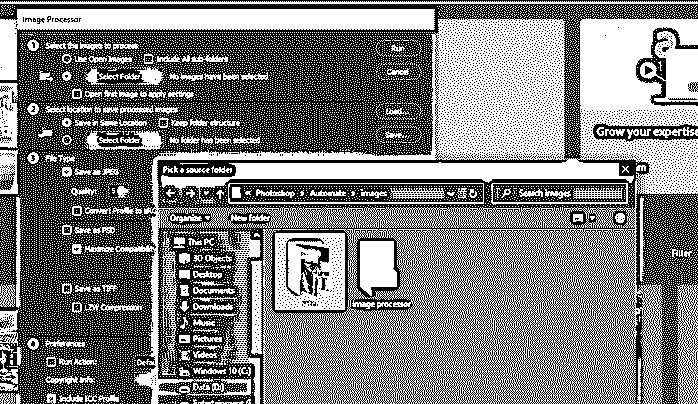 Image Processor
1 Select the images to process
Use Open Images Include All sub-folders
Run
Select Folder... No images have been selected
Cancel
Open first image to apply settings
2 Select location to save processed images
Save in Same Location Keep folder structure
Load...
Select Folder...
Save...
3 File Type
Save as JPEG
Quality:
Convert Profile to sRGB
Save as PSD
Maximize Compatibility
Save as TIFF
LZW Compression
4 Preferences
Run Action:
Copyright Info:
Include ICC Profile
Grow your expertise
Filter
Pick a source folder
Photoshop Automate images
Search images
Organize New folder
This PC
3D Objects
Desktop
Documents
Downloads
Music
Pictures
Videos
Windows 10 (C:)
Data (D:)
image processor